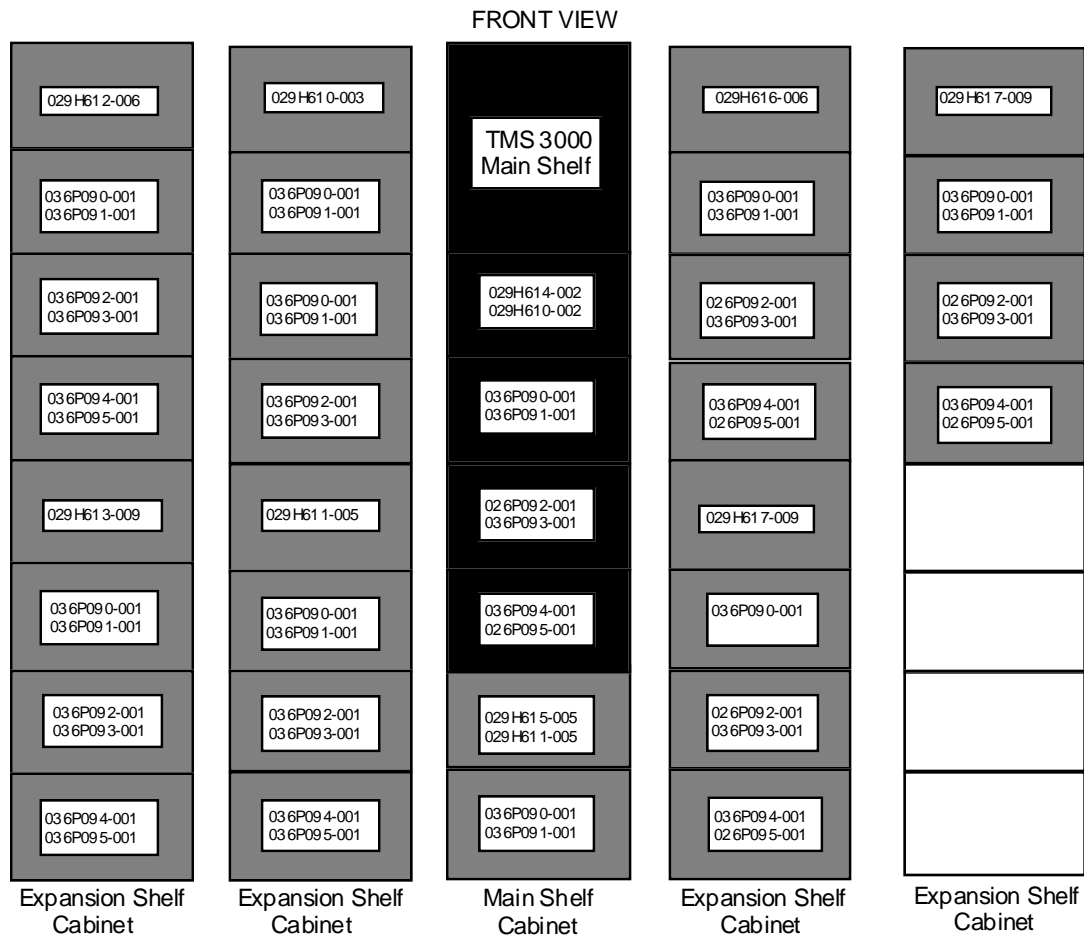 FRONT VIEW
029H612-006
036P090-001
036P091-001
036P092-001
036P093-001
036P094-001
036P095-001
029H613-009
036P090-001
036P091-001
036P092-001
036P093-001
036P094-001
036P095-001
Expansion Shelf
Cabinet
029H610-003
036P090-001
036P091-001
036P090-001
036P091-001
036P092-001
036P093-001
029H611-005
036P090-001
036P091-001
036P092-001
036P093-001
036P094-001
036P095-001
Expansion Shelf
Cabinet
TMS 3000
Main Shelf
029H614-002
029H610-002
036P090-001
036P091-001
026P092-001
036P093-001
036P094-001
026P095-001
029H615-005
029H611-005
036P090-001
036P091-001
Main Shelf
Cabinet
029H616-006
036P090-001
036P091-001
026P092-001
036P093-001
036P094-001
026P095-001
029H617-009
036P090-001
026P092-001
036P093-001
036P094-001
026P095-001
Expansion Shelf
Cabinet
029H617-009
036P090-001
036P091-001
026P092-001
036P093-001
036P094-001
026P095-001
Expansion Shelf
Cabinet